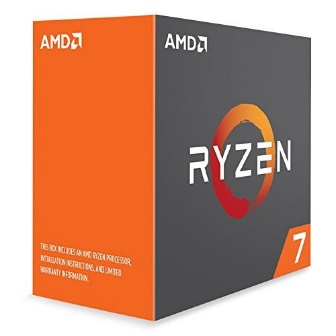 AMD
THIS BOX INCLUDES AN AMD RYZEN PROCESSOR,
INSTALLATION INSTRUCTIONS, AND LIMITED
WARRANTY INFORMATION.
AMD
RYZEN
7